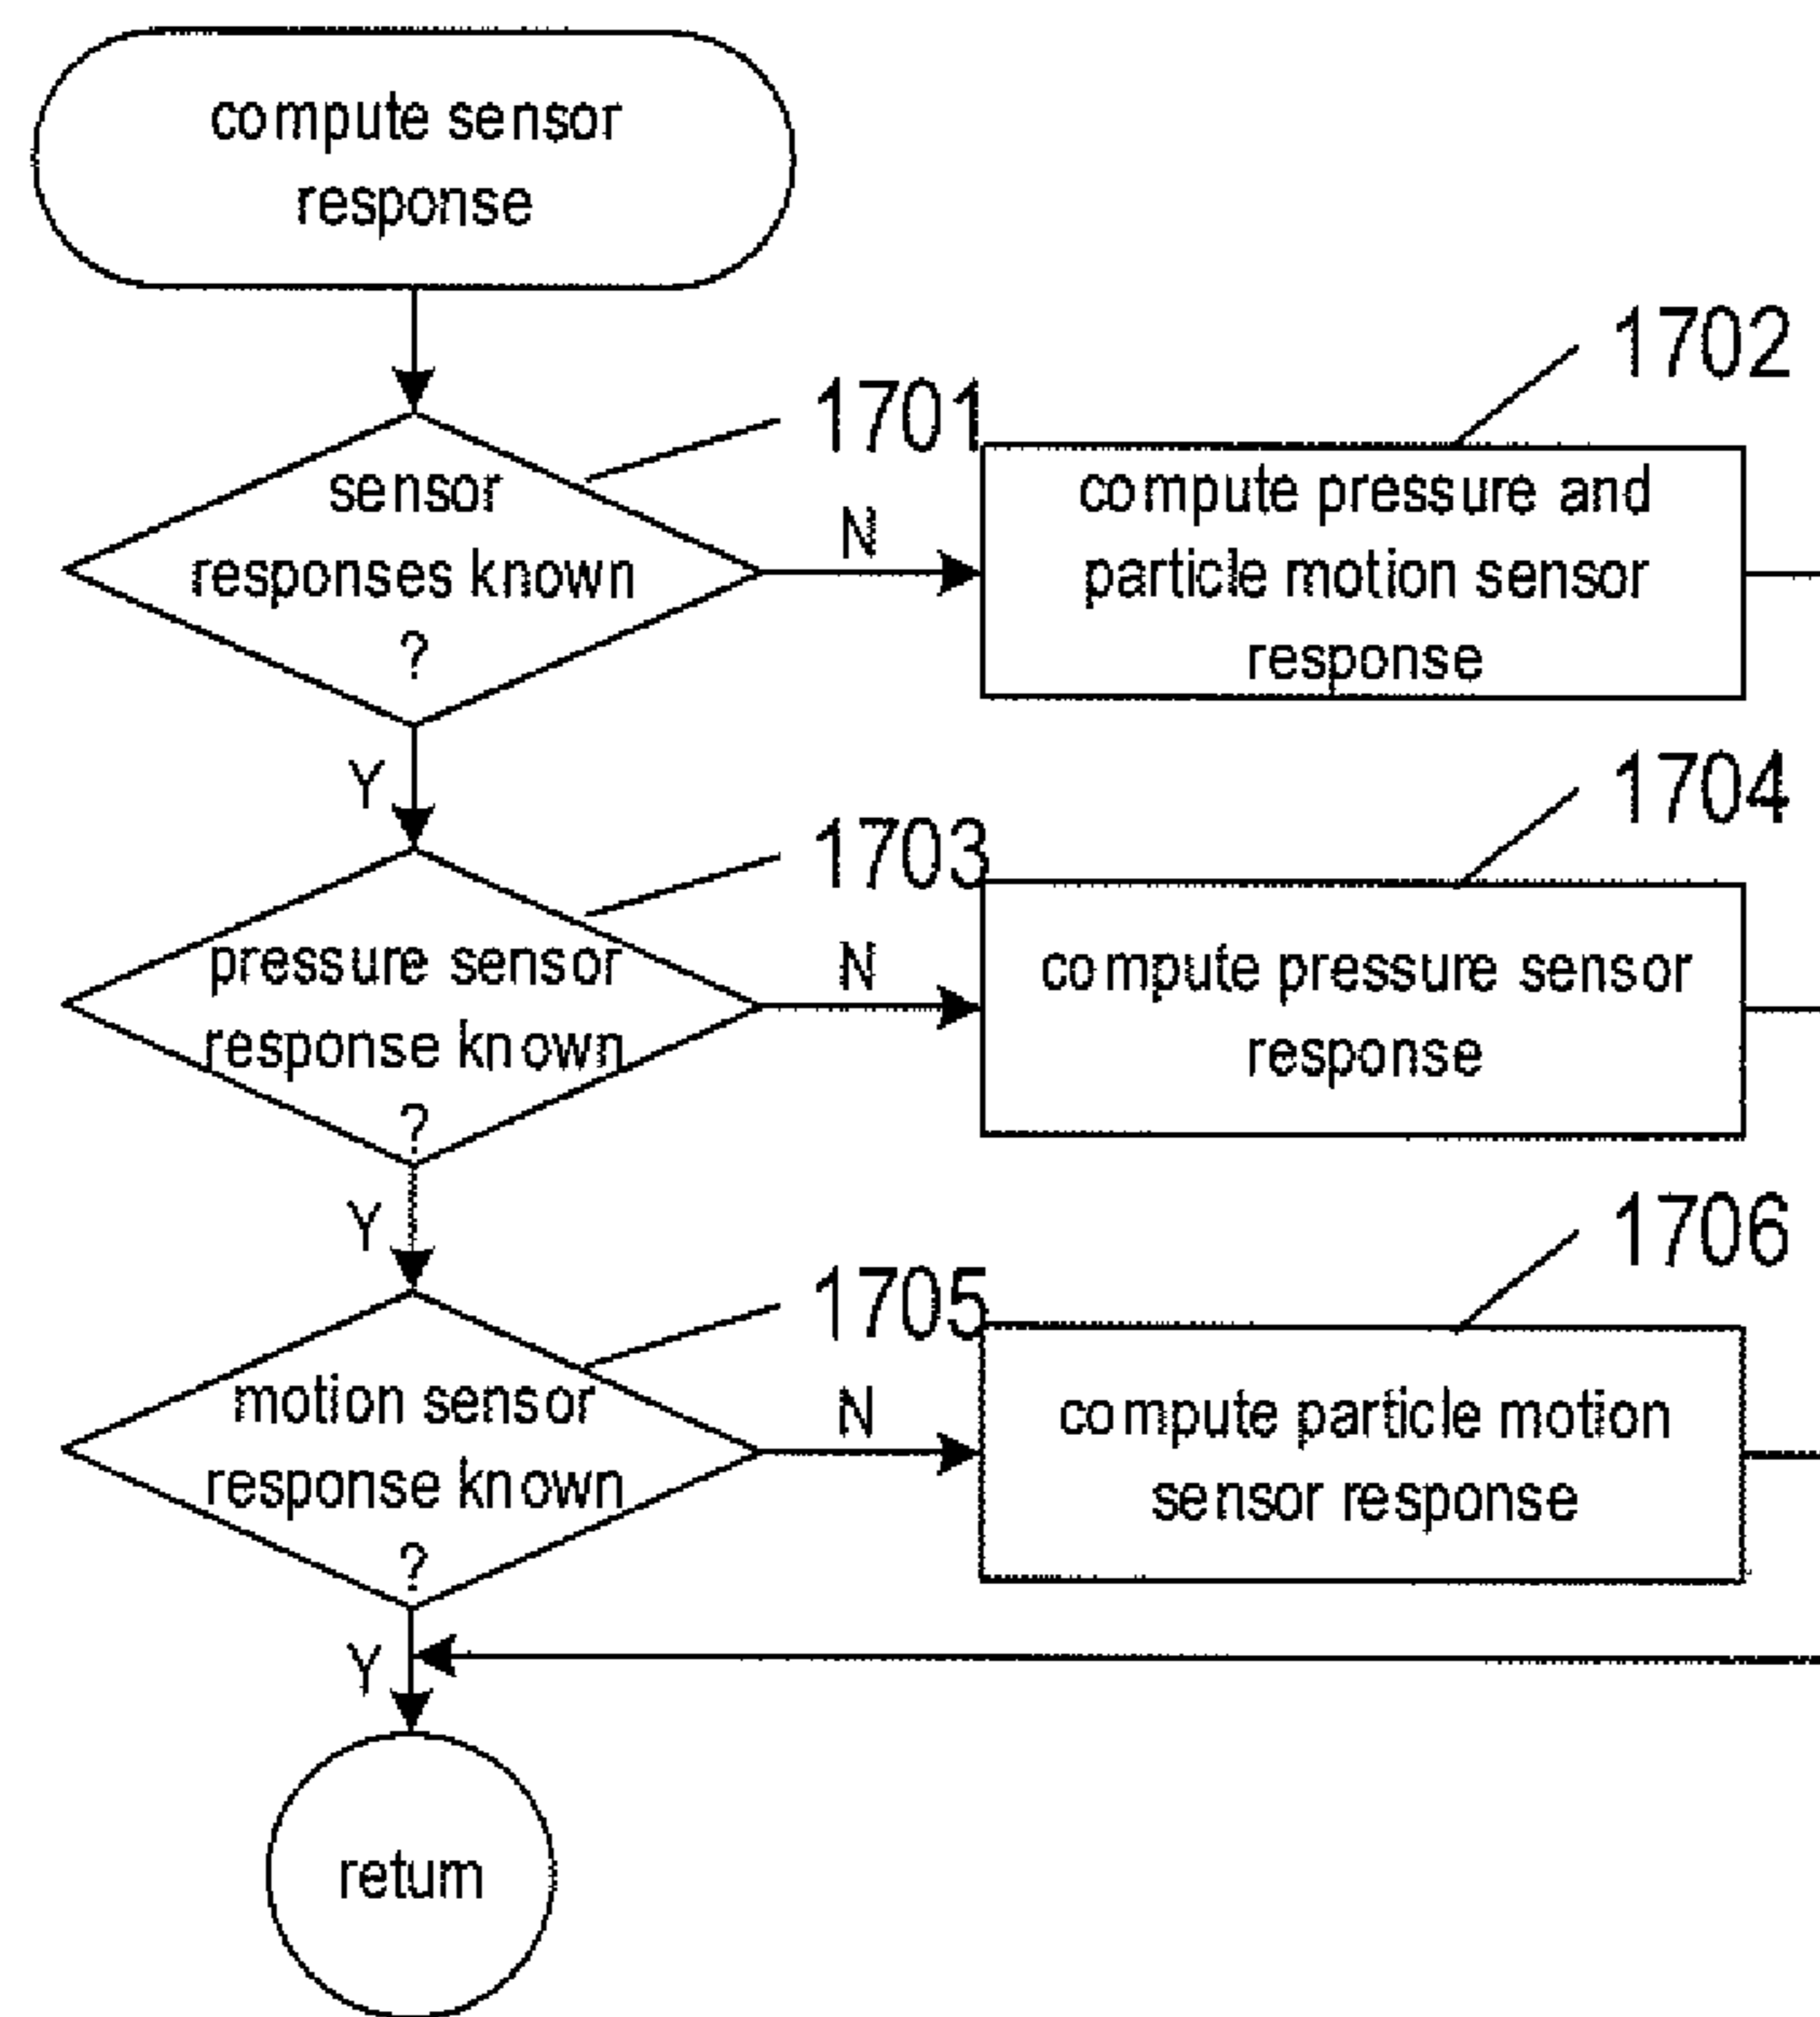 compute sensor
response
1701
1702
sensor
responses known
?
N
compute pressure and
particle motion sensor
response
Y
1703
1704
pressure sensor
response known
?
N
compute pressure sensor
response
Y
1705
1706
motion sensor
response known
?
N
compute particle motion
sensor response
Y
return